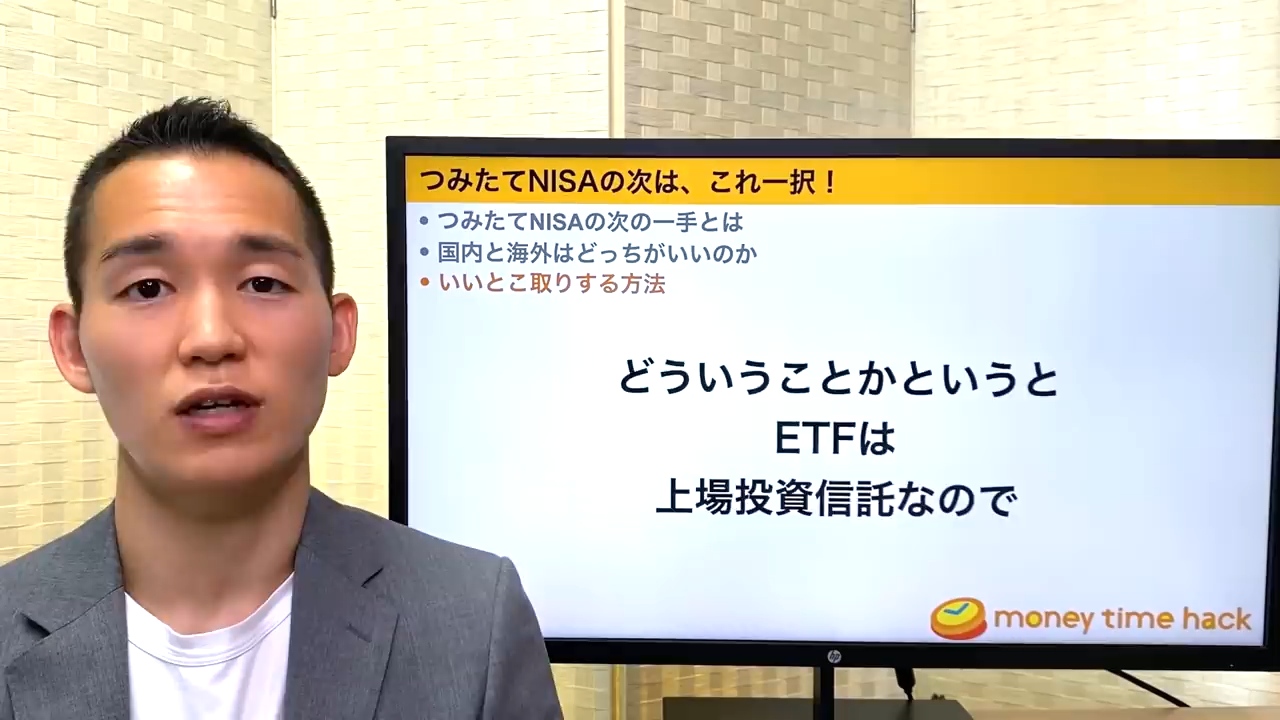 つみたてNISAの次は、これ一択！
• つみたてNISAの次の一手とは
• 国内と海外はどっちがいいのか
• いいとこ取りする方法
どういうことかというと
ETFは
上場投資信託なので
money time hack
hp